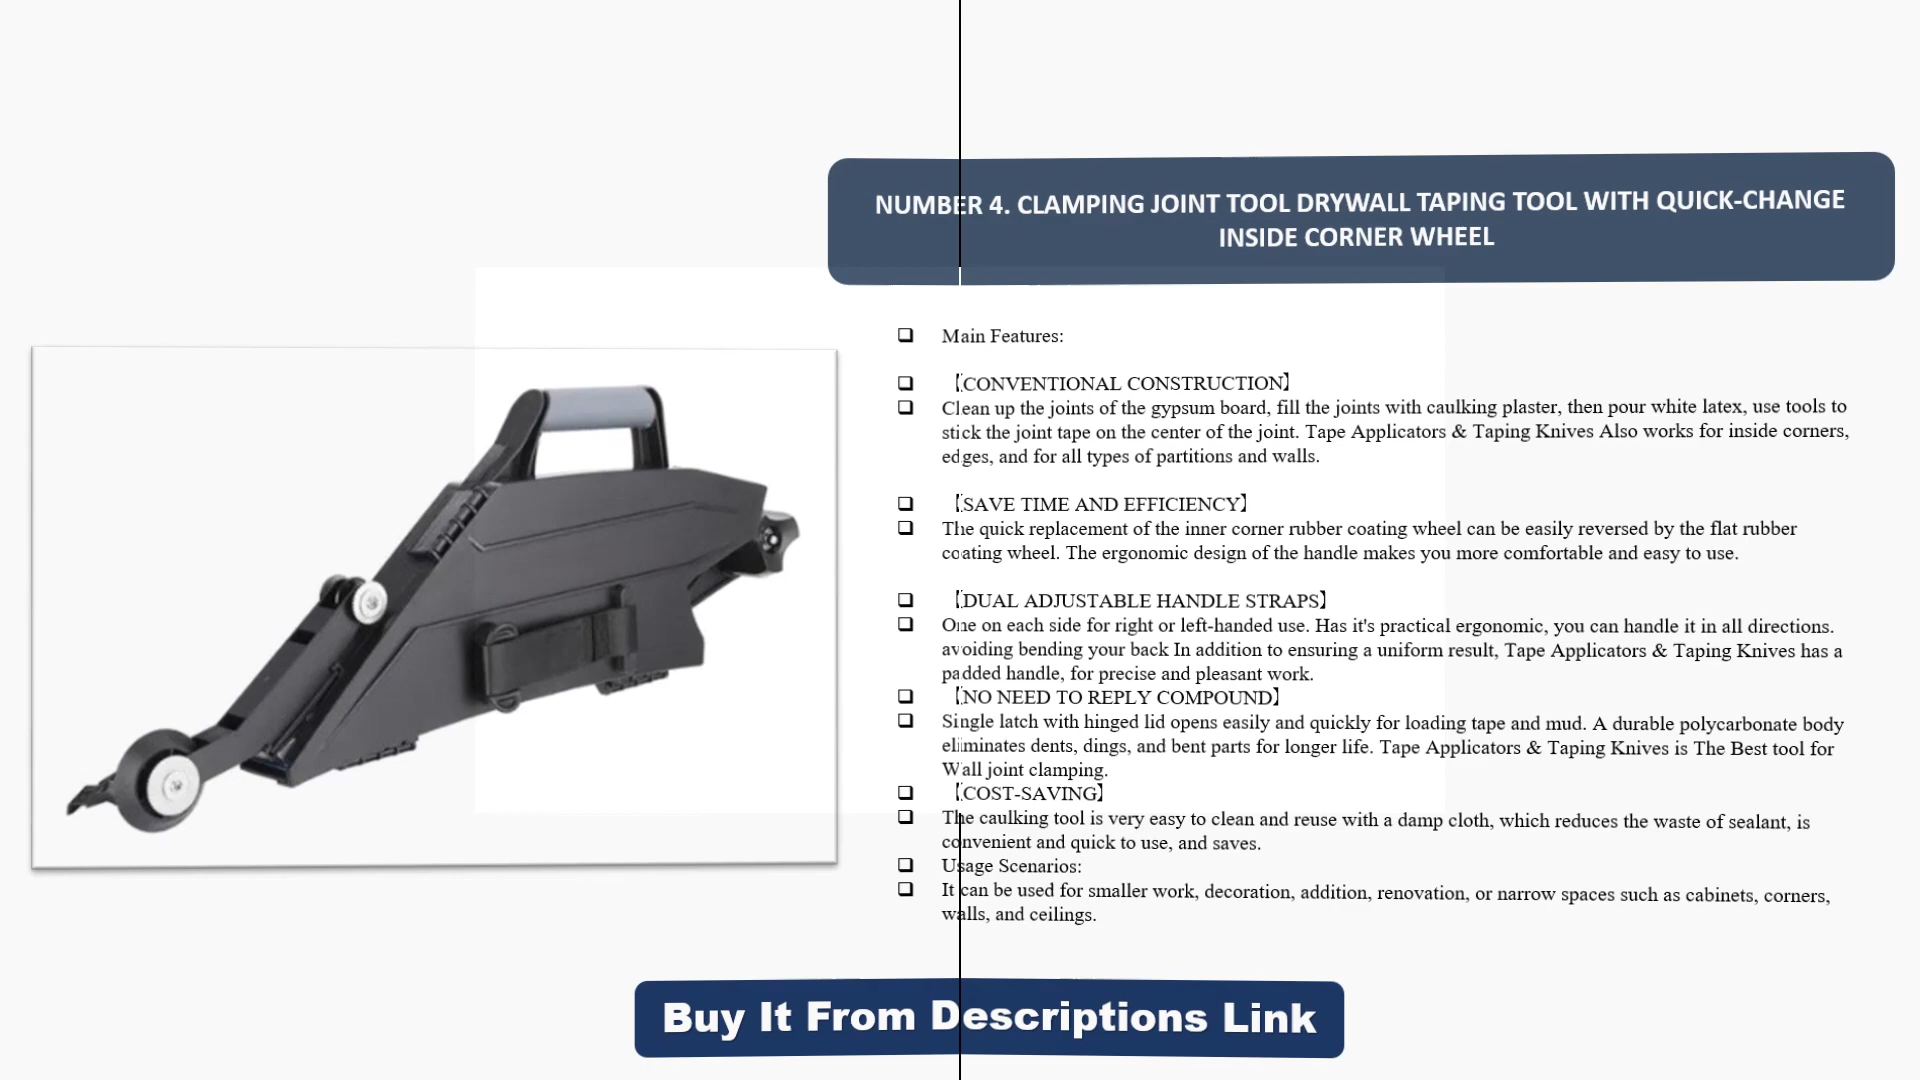 NUMBER 4. CLAMPING JOINT TOOL DRYWALL TAPING TOOL WITH QUICK-CHANGE
INSIDE CORNER WHEEL
Main Features:
【CONVENTIONAL CONSTRUCTION】
Clean up the joints of the gypsum board, fill the joints with caulking plaster, then pour white latex, use tools to
stick the joint tape on the center of the joint. Tape Applicators & Taping Knives Also works for inside corners,
edges, and for all types of partitions and walls.
【SAVE TIME AND EFFICIENCY】
The quick replacement of the inner corner rubber coating wheel can be easily reversed by the flat rubber
coating wheel. The ergonomic design of the handle makes you more comfortable and easy to use.
【DUAL ADJUSTABLE HANDLE STRAPS】
One on each side for right or left-handed use. Has it's practical ergonomic, you can handle it in all directions.
avoiding bending your back In addition to ensuring a uniform result, Tape Applicators & Taping Knives has a
padded handle, for precise and pleasant work.
【NO NEED TO REPLY COMPOUND】
Single latch with hinged lid opens easily and quickly for loading tape and mud. A durable polycarbonate body
eliminates dents, dings, and bent parts for longer life. Tape Applicators & Taping Knives is The Best tool for
Wall joint clamping.
【COST-SAVING】
The caulking tool is very easy to clean and reuse with a damp cloth, which reduces the waste of sealant, is
convenient and quick to use, and saves.
Usage Scenarios:
It can be used for smaller work, decoration, addition, renovation, or narrow spaces such as cabinets, corners,
walls, and ceilings.
Buy It From Descriptions Link